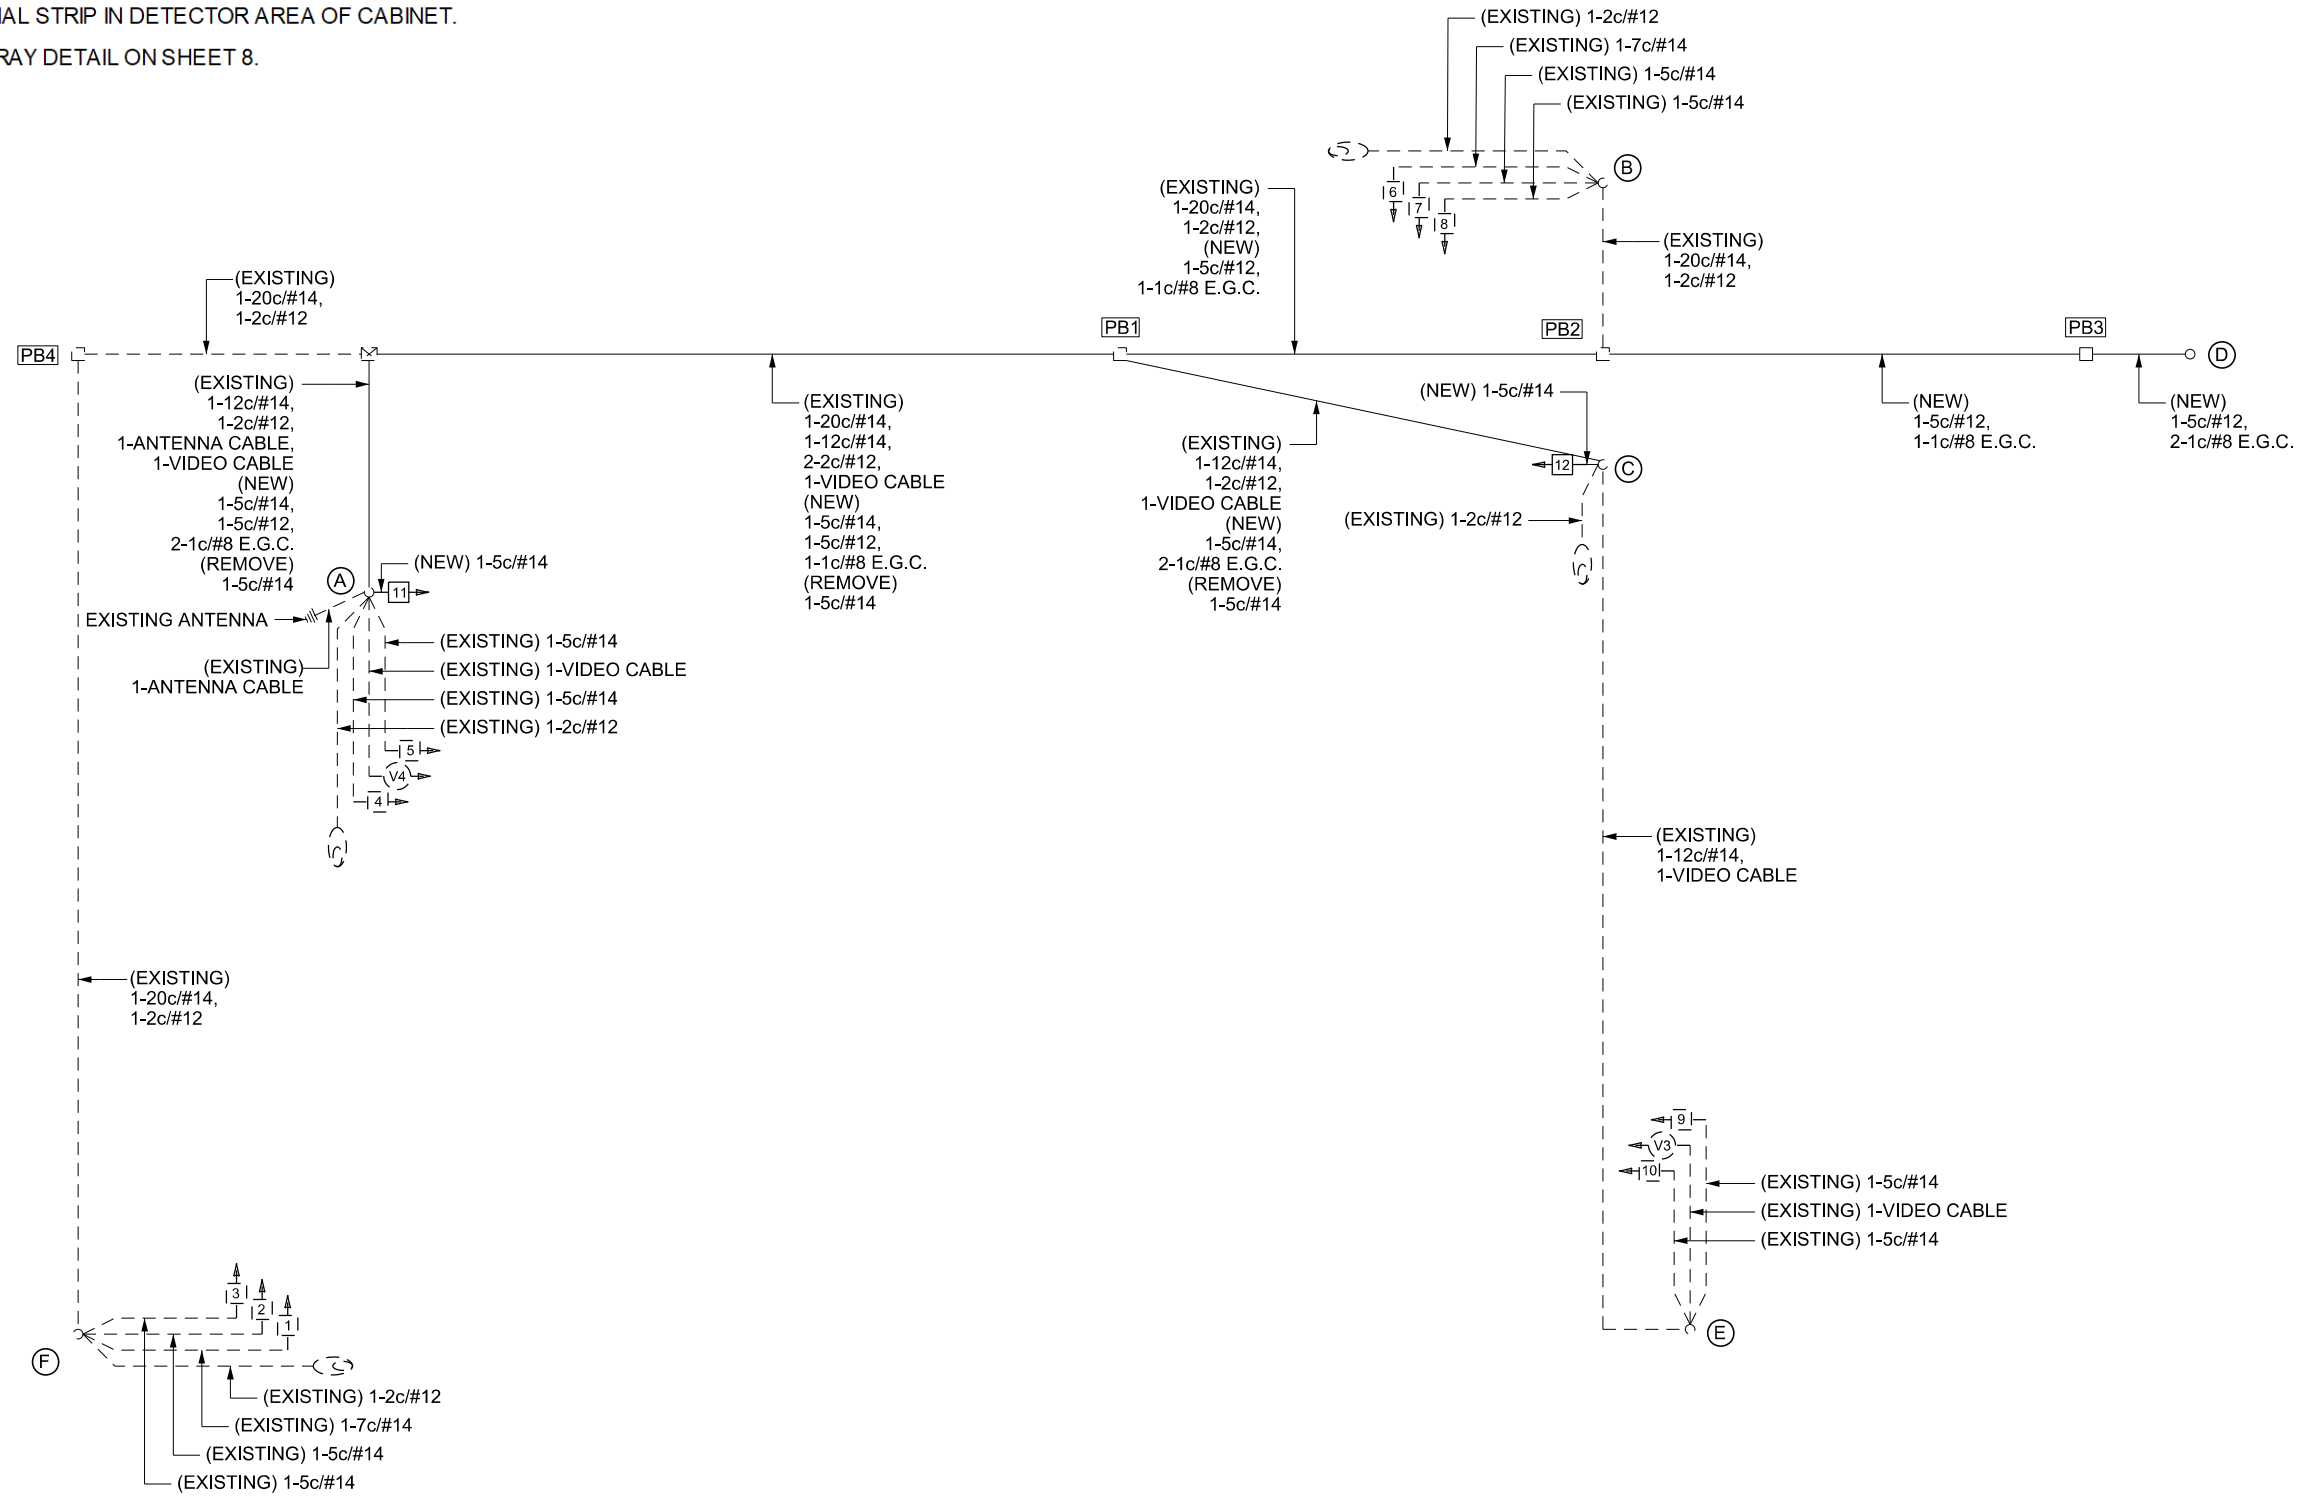 IAL STRIP IN DETECTOR AREA OF CABINET.
RAY DETAIL ON SHEET 8.
(EXISTING) 1-2c/#12
(EXISTING) 1-7c/#14
(EXISTING) 1-5c/#14
(EXISTING) 1-5c/#14
B
6
7
8
(EXISTING)
1-20c/#14,
1-2c/#12,
(NEW)
1-5c/#12,
1-1c/#8 E.G.C.
(EXISTING)
1-20c/#14,
1-2c/#12
(EXISTING)
1-20c/#14,
1-2c/#12
PB4
PB1
PB2
PB3
D
(EXISTING)
1-12c/#14,
1-2c/#12,
1-ANTENNA CABLE,
1-VIDEO CABLE
(NEW)
1-5c/#14,
1-5c/#12,
2-1c/#8 E.G.C.
(REMOVE)
1-5c/#14
(EXISTING)
1-20c/#14,
1-12c/#14,
2-2c/#12,
1-VIDEO CABLE
(NEW)
1-5c/#14,
1-5c/#12,
1-1c/#8 E.G.C.
(REMOVE)
1-5c/#14
(NEW) 1-5c/#14
(EXISTING)
1-12c/#14,
1-2c/#12,
1-VIDEO CABLE
(NEW)
1-5c/#14,
2-1c/#8 E.G.C.
(REMOVE)
1-5c/#14
12
C
(EXISTING) 1-2c/#12
(NEW)
1-5c/#12,
1-1c/#8 E.G.C.
(NEW)
1-5c/#12,
2-1c/#8 E.G.C.
A
(NEW) 1-5c/#14
11
EXISTING ANTENNA
(EXISTING)
1-ANTENNA CABLE
(EXISTING) 1-5c/#14
(EXISTING) 1-VIDEO CABLE
(EXISTING) 1-5c/#14
(EXISTING) 1-2c/#12
5
V4
4
(EXISTING)
1-12c/#14,
1-VIDEO CABLE
(EXISTING)
1-20c/#14,
1-2c/#12
9
V3
10
(EXISTING) 1-5c/#14
(EXISTING) 1-VIDEO CABLE
(EXISTING) 1-5c/#14
E
3
2
1
F
(EXISTING) 1-2c/#12
(EXISTING) 1-7c/#14
(EXISTING) 1-5c/#14
(EXISTING) 1-5c/#14